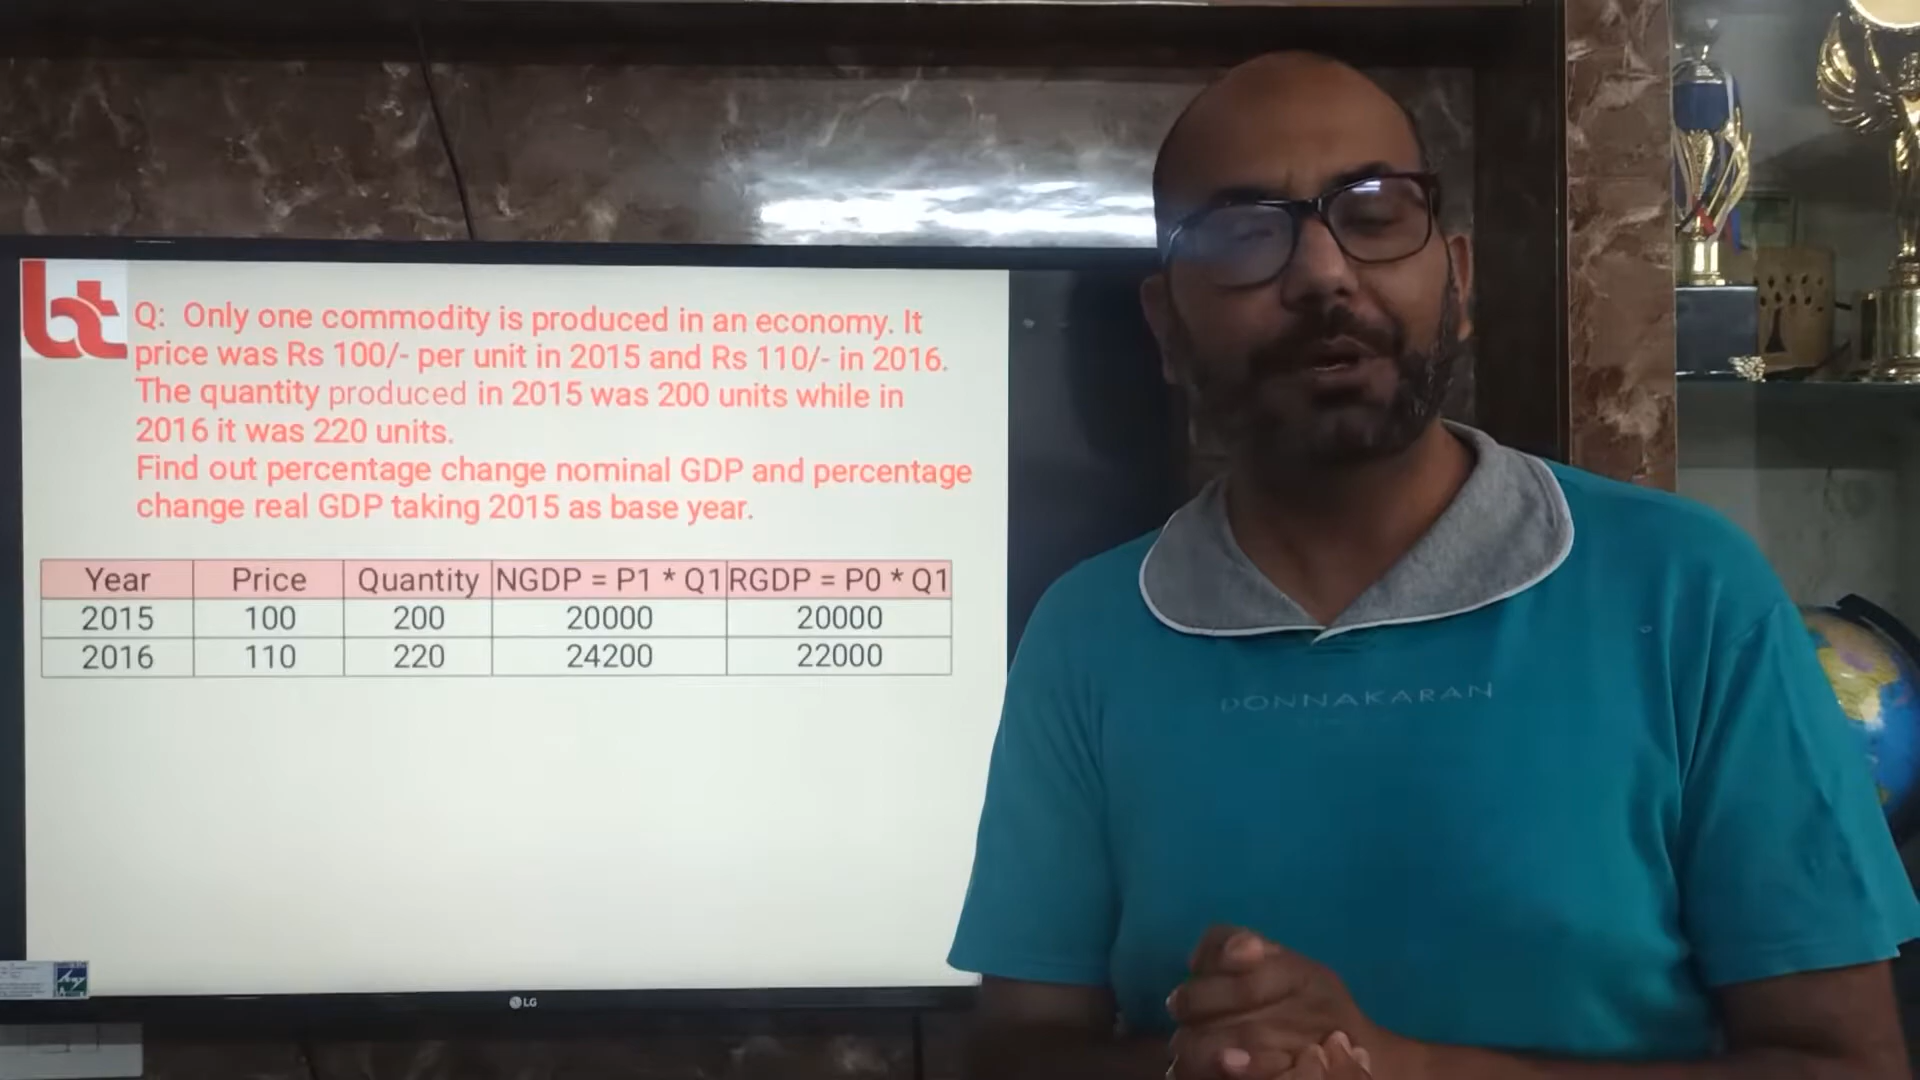 bt
Q: Only one commodity is produced in an economy. It
price was Rs 100/- per unit in 2015 and Rs 110/- in 2016.
The quantity produced in 2015 was 200 units while in
2016 it was 220 units.
Find out percentage change nominal GDP and percentage
change real GDP taking 2015 as base year.
Year Price Quantity NGDP = P1 * Q1 RGDP = P0 * Q1
2015 100 200 20000 20000
2016 110 220 24200 22000
LG
DONNAKARAN